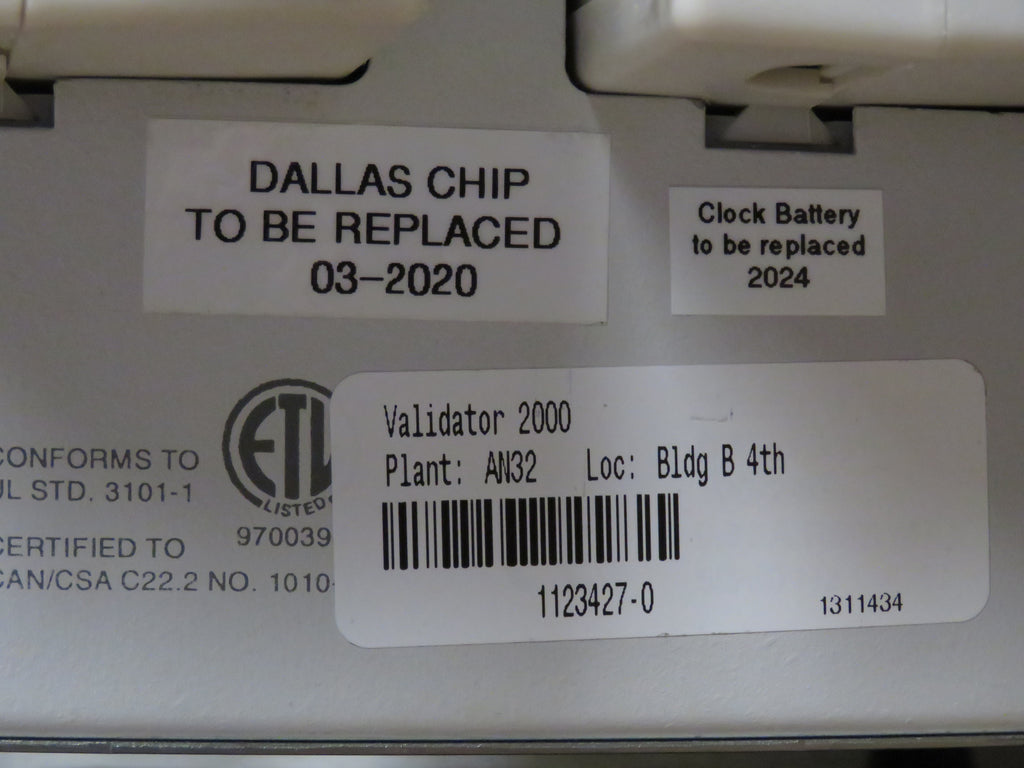 DALLAS CHIP
TO BE REPLACED
03-2020
Clock Battery
to be replaced
2024
CONFORMS TO
UL STD. 3101-1
ETL
LISTED
970039
CERTIFIED TO
CAN/CSA C22.2 NO. 1010-
Validator 2000
Plant: AN32 Loc: Bldg B 4th
1123427-0
1311434